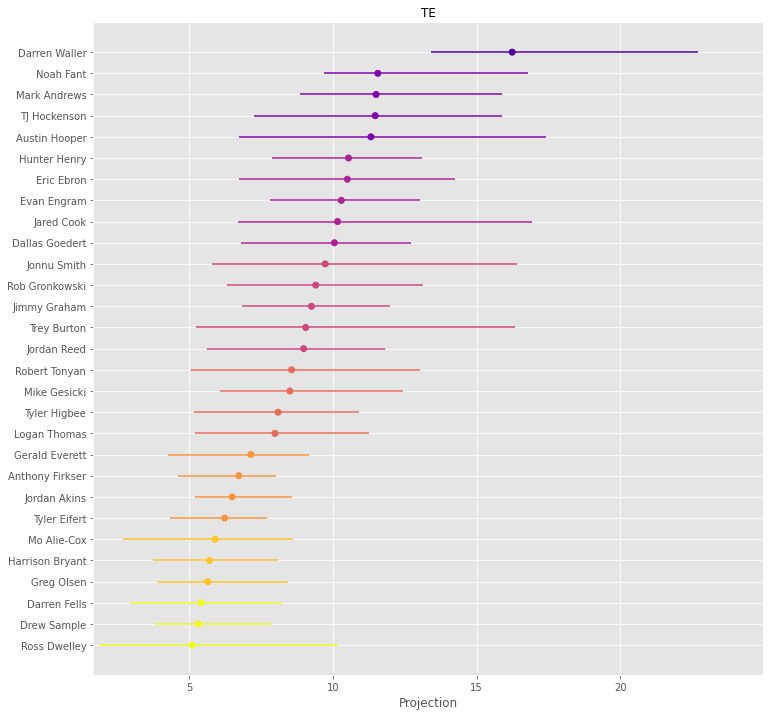 TE
Darren Waller
Noah Fant
Mark Andrews
TJ Hockenson
Austin Hooper
Hunter Henry
Eric Ebron
Evan Engram
Jared Cook
Dallas Goedert
Jonnu Smith
Rob Gronkowski
Jimmy Graham
Trey Burton
Jordan Reed
Robert Tonyan
Mike Gesicki
Tyler Higbee
Logan Thomas
Gerald Everett
Anthony Firkser
Jordan Akins
Tyler Eifert
Mo Alie-Cox
Harrison Bryant
Greg Olsen
Darren Fells
Drew Sample
Ross Dwelley
5 10 15 20
Projection